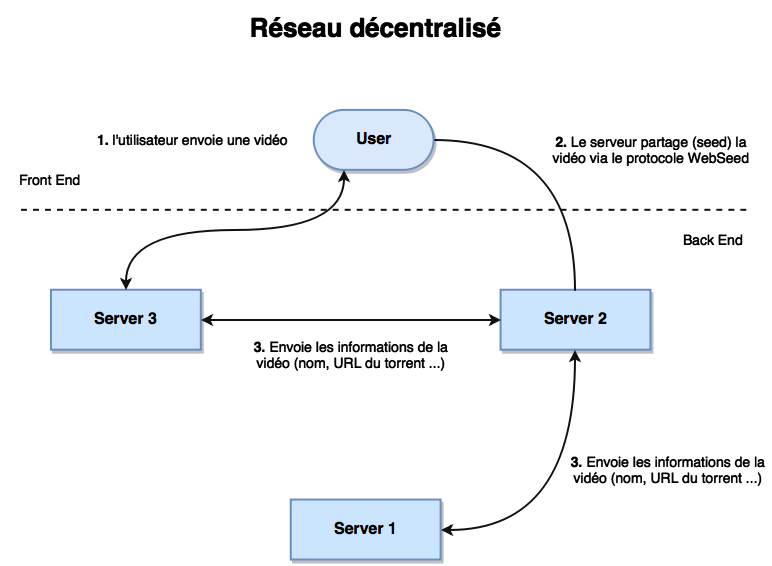 Réseau décentralisé
1. l'utilisateur envoie une vidéo
User
2. Le serveur partage (seed) la
vidéo via le protocole WebSeed
Front End
Back End
Server 3
Server 2
3. Envoie les informations de la
vidéo (nom, URL du torrent ...)
3. Envoie les informations de la
vidéo (nom, URL du torrent ...)
Server 1